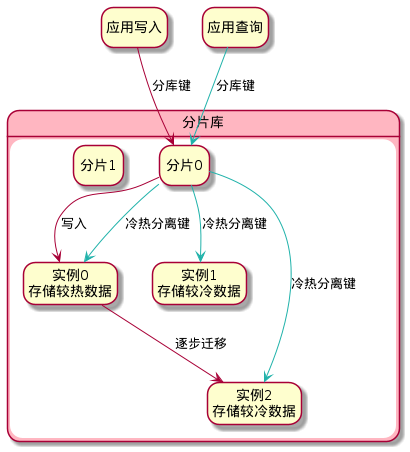 应用写入
应用查询
分库键
分库键
分片库
分片1
分片0
写入
冷热分离键
冷热分离键
冷热分离键
实例0
存储较热数据
实例1
存储较冷数据
逐步迁移
实例2
存储较冷数据